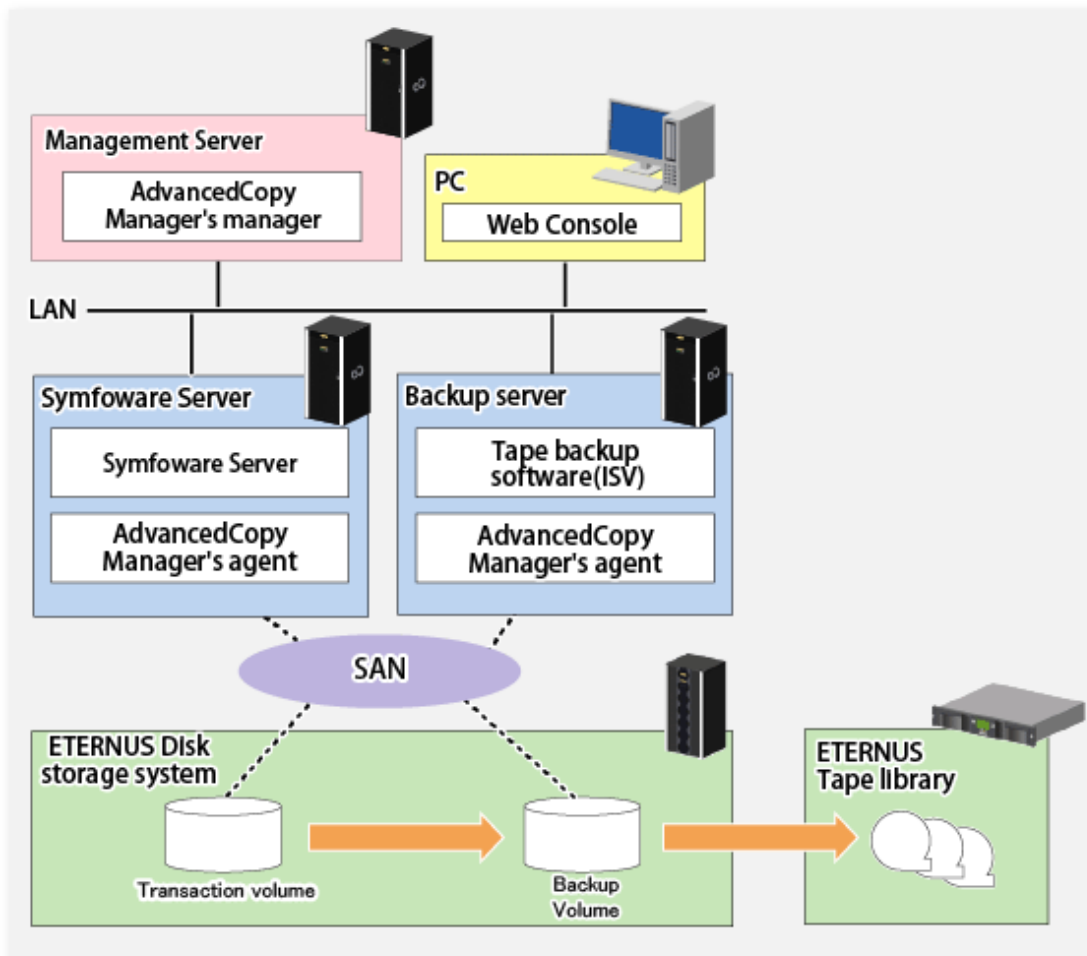 Management Server
AdvancedCopy
Manager's manager
PC
Web Console
LAN
Symfoware Server
Symfoware Server
AdvancedCopy
Manager's agent
Backup server
Tape backup
software(ISV)
AdvancedCopy
Manager's agent
SAN
ETERNUS Disk
storage system
Transaction volume
Backup
Volume
ETERNUS
Tape library